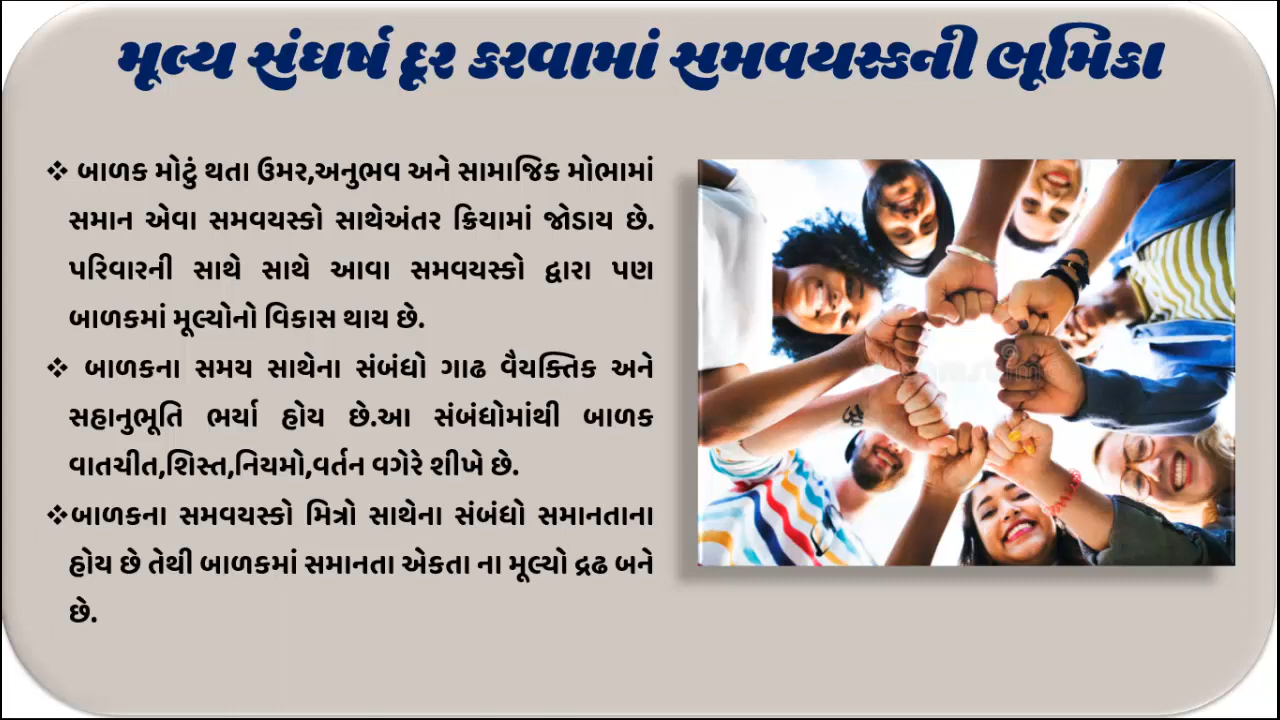 મૂલ્ય સંઘર્ષ દૂર કરવામાં સમવયસ્કની ભૂમિકા
❖ બાળક મોટું થતા ઉમર,અનુભવ અને સામાજિક મોભામાં
સમાન એવા સમવયસ્કો સાથેઅંતર ક્રિયામાં જોડાય છે.
પરિવારની સાથે સાથે આવા સમવયસ્કો દ્વારા પણ
બાળકમાં મૂલ્યોનો વિકાસ થાય છે.
❖ બાળકના સમય સાથેના સંબંધો ગાઢ વૈયક્તિક અને
સહાનુભૂતિ ભર્યા હોય છે.આ સંબંધોમાંથી બાળક
વાતચીત,શિસ્ત,નિયમો,વર્તન વગેરે શીખે છે.
❖બાળકના સમવયસ્કો મિત્રો સાથેના સંબંધો સમાનતાના
હોય છે તેથી બાળકમાં સમાનતા એકતા ના મૂલ્યો દ્રઢ બને
છે.